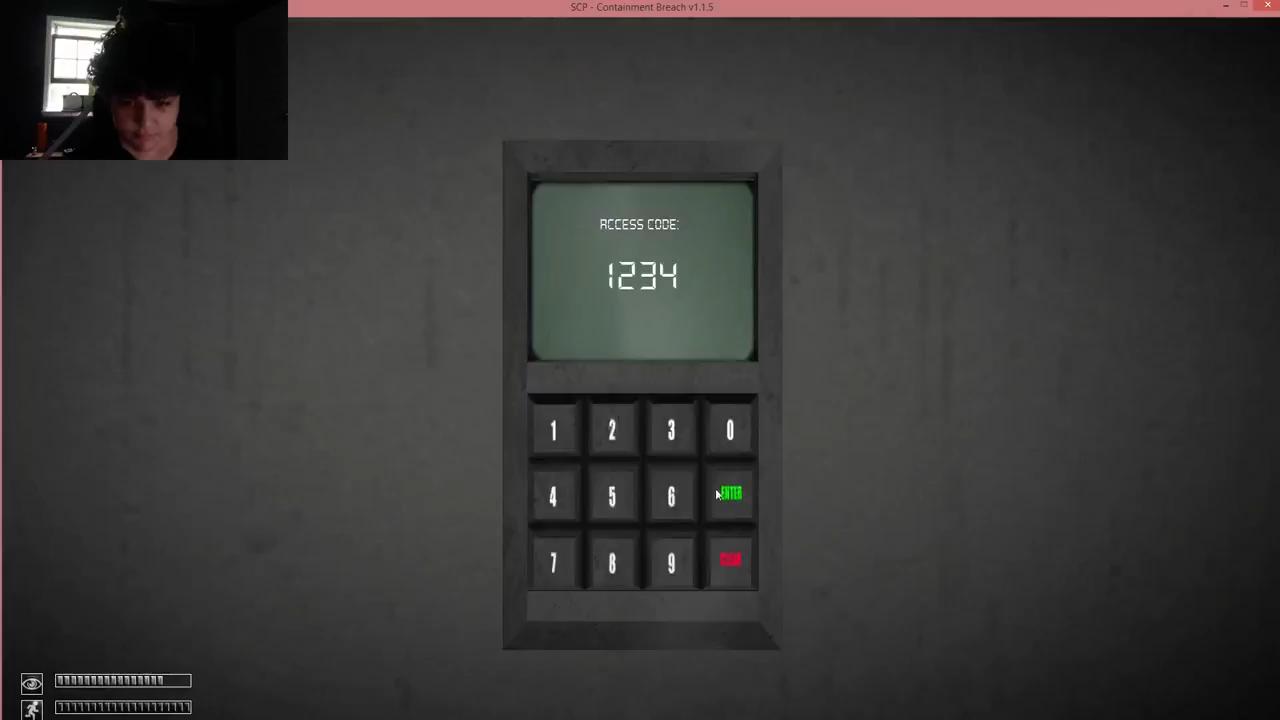 SCP - Containment Breach v1.1.5
ACCESS CODE:
1234
1 2 3 0
4 5 6 ENTER
7 8 9